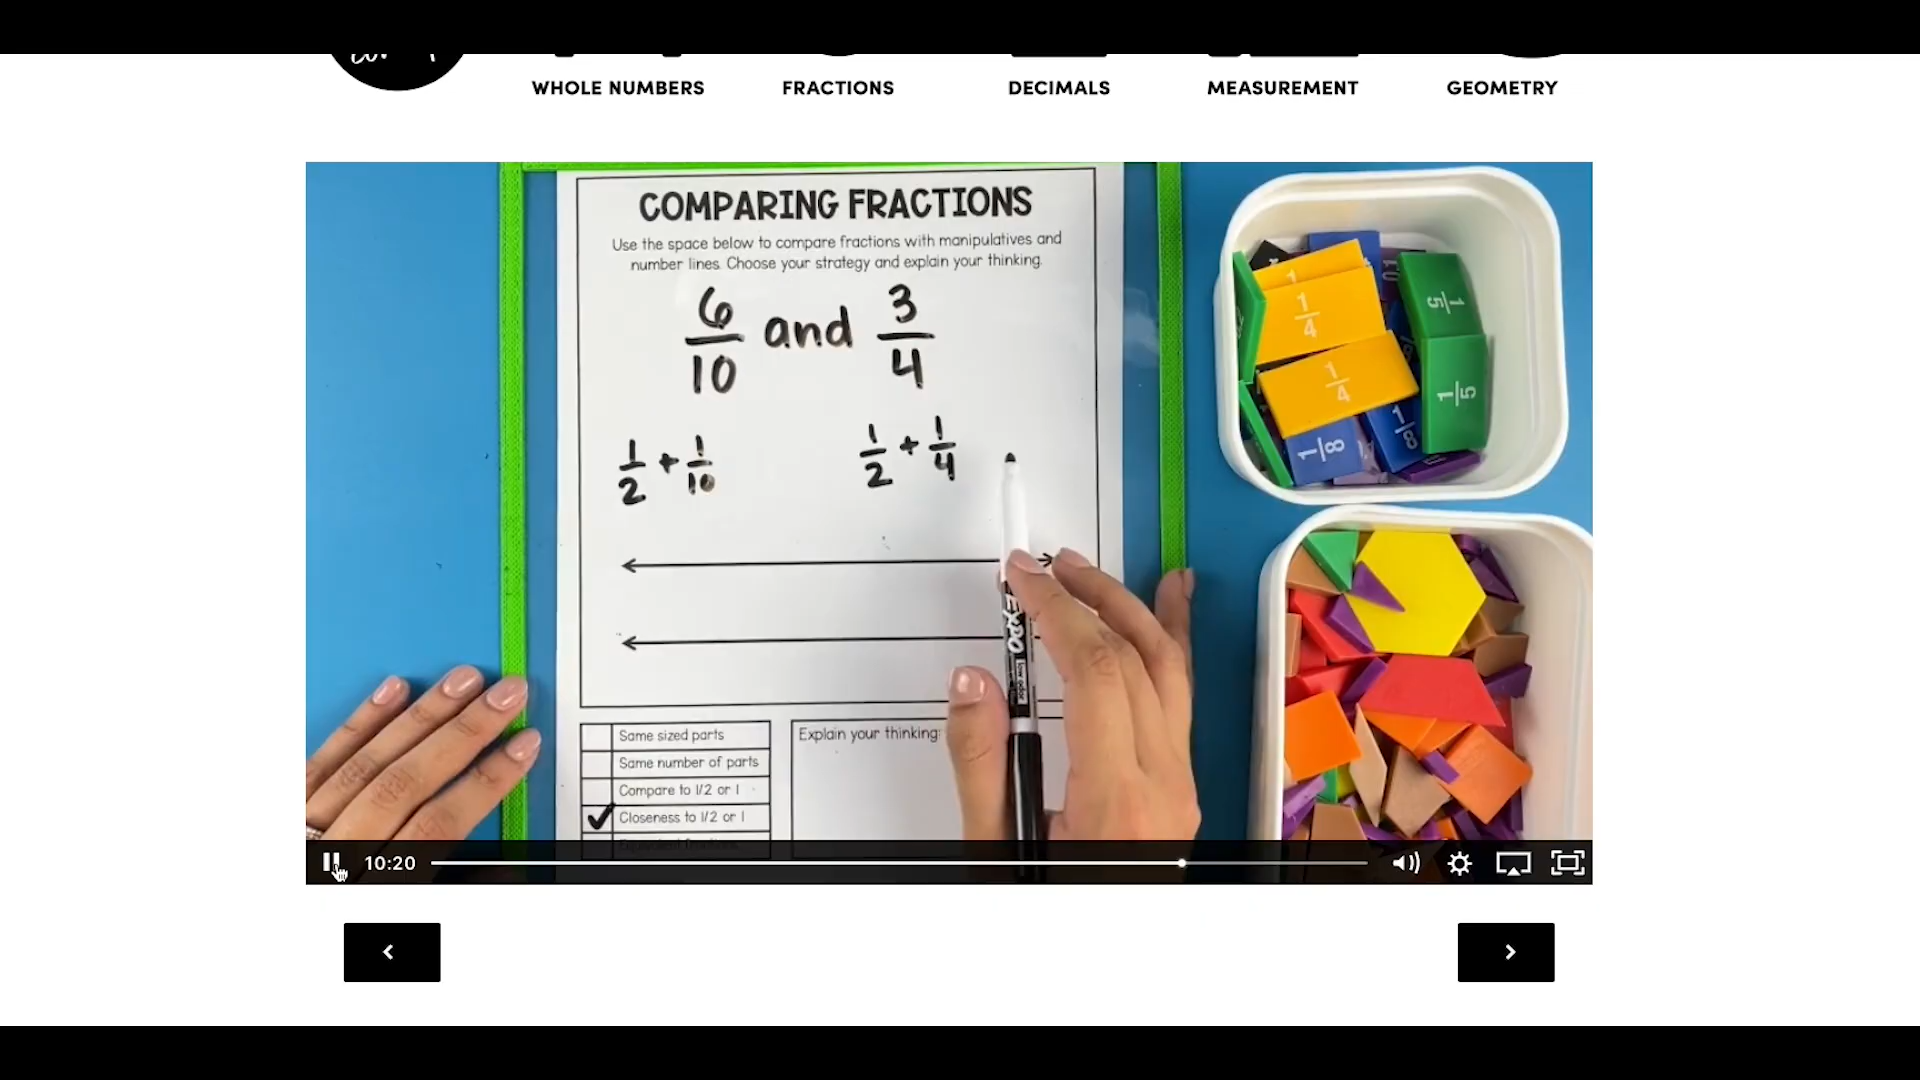 WHOLE NUMBERS
FRACTIONS
DECIMALS
MEASUREMENT
GEOMETRY
COMPARING FRACTIONS
Use the space below to compare fractions with manipulatives and
number lines. Choose your strategy and explain your thinking.
6/10 and 3/4
1/2 + 1/10
1/2 + 1/4
Same sized parts
Same number of parts
Compare to 1/2 or 1
✓ Closeness to 1/2 or 1
Equivalent fractions
Explain your thinking:
EXPO
low odor
1/4
1/4
1/5
1/5
1/8
1/8
10:20